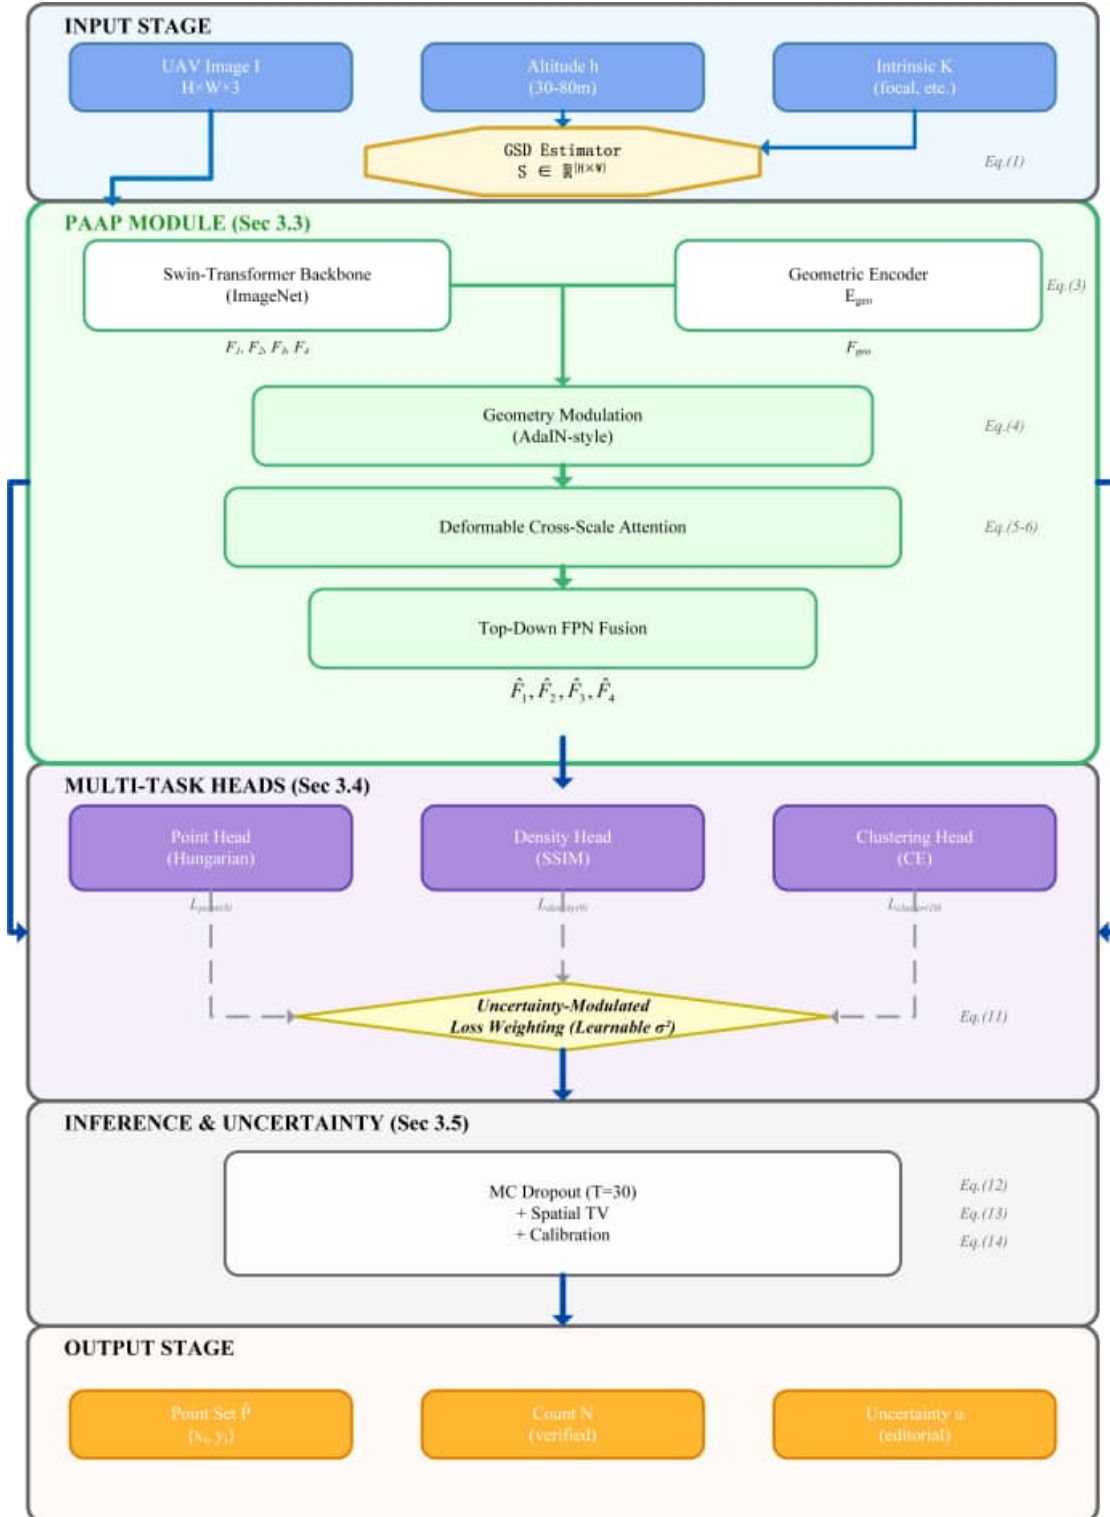 INPUT STAGE
UAV Image I
H×W×3
Altitude h
(30-80m)
Intrinsic K
(focal, etc.)
GSD Estimator
S ∈ ℝ^(H×W)
Eq.(1)
PAAP MODULE (Sec 3.3)
Swin-Transformer Backbone
(ImageNet)
Geometric Encoder
E_geo
Eq.(3)
F_geo
Geometry Modulation
(AdaIN-style)
Eq.(4)
Deformable Cross-Scale Attention
Eq.(5-6)
Top-Down FPN Fusion
F̂₁, F̂₂, F̂₃, F̂₄
MULTI-TASK HEADS (Sec 3.4)
Point Head
(Hungarian)
Density Head
(SSIM)
Clustering Head
(CE)
Uncertainty-Modulated
Loss Weighting (Learnable σ²)
Eq.(11)
INFERENCE & UNCERTAINTY (Sec 3.5)
MC Dropout (T=30)
+ Spatial TV
+ Calibration
Eq.(12)
Eq.(13)
Eq.(14)
OUTPUT STAGE
Point Set P̂
Count N
(verified)
Uncertainty u
(editorial)